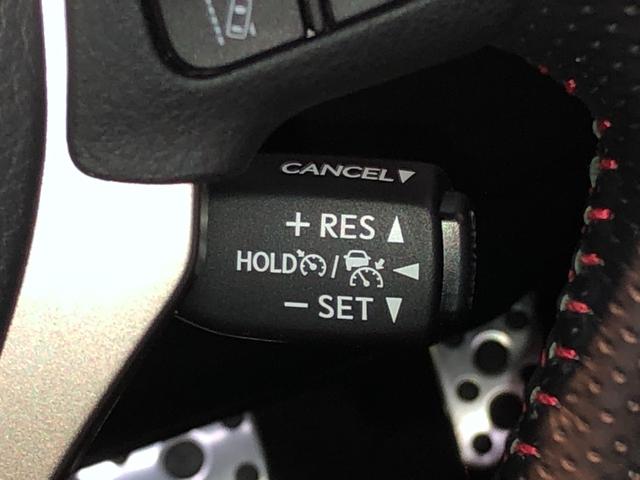 CANCEL▼
+ RES ▲
HOLD / ◀
− SET ▼